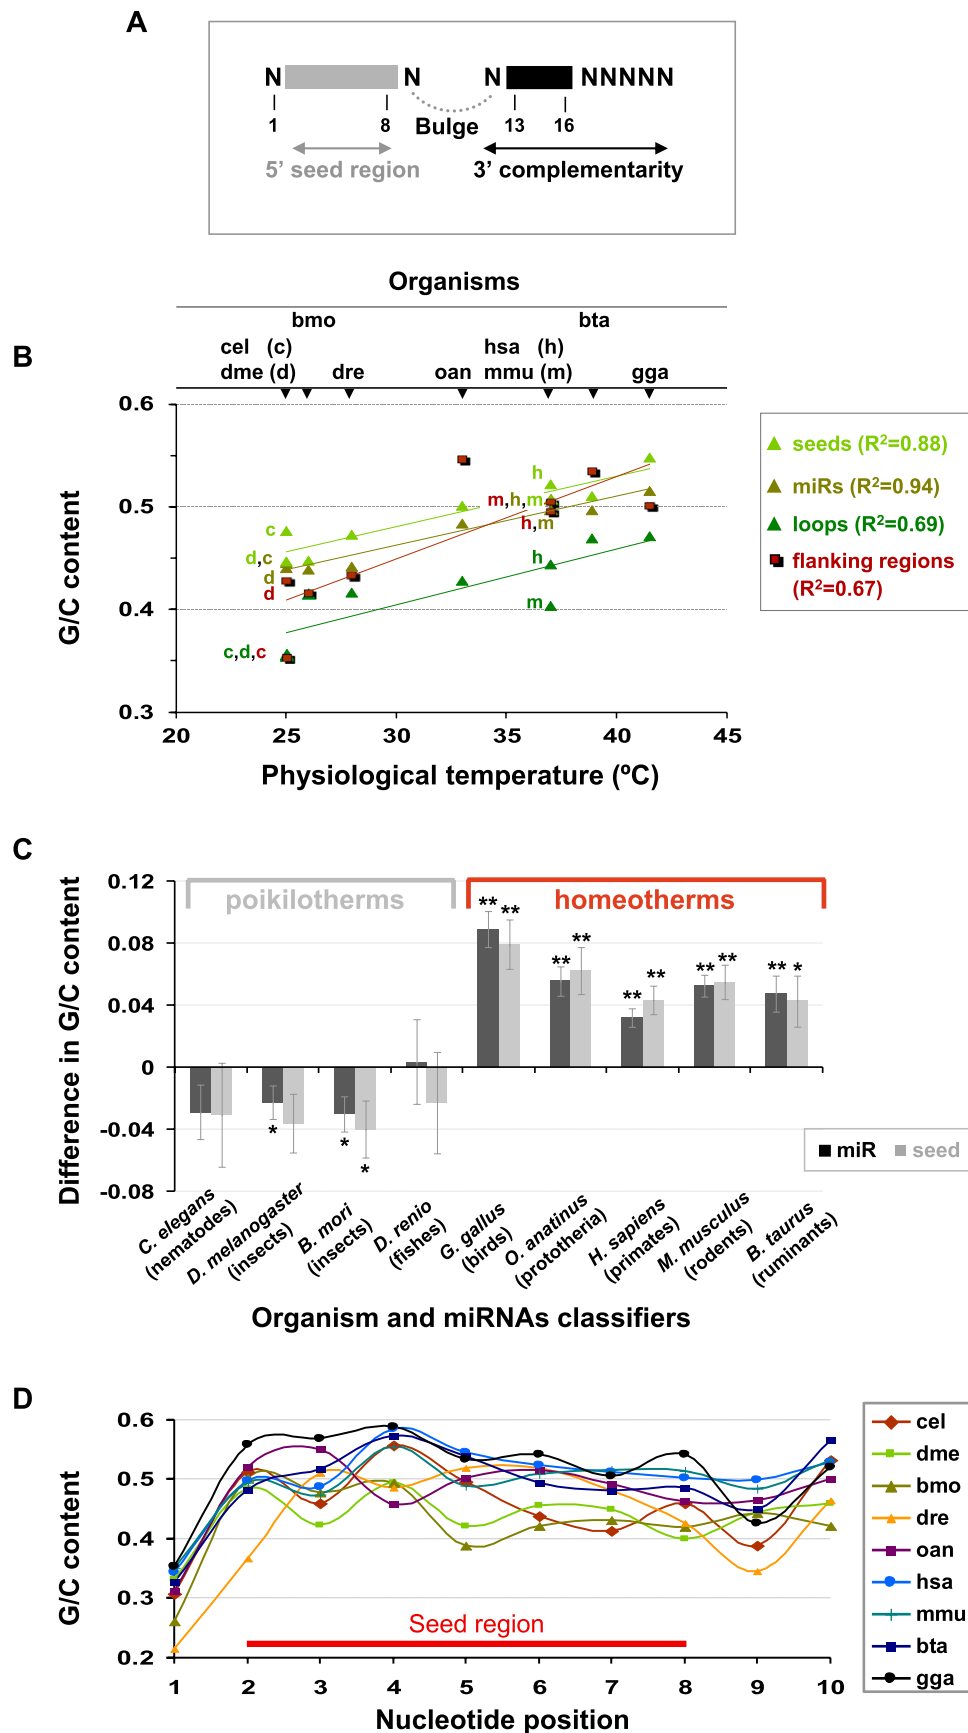 A
N N N NNNNN
1 8 Bulge 13 16
5’ seed region 3’ complementarity
Organisms
B
bmo bta
cel (c) hsa (h)
dme (d) dre oan mmu (m) gga
0.6
0.5
0.4
0.3
G/C content
c
d,c
d
d
c,d,c
h
m,h,m
h,m
h
m
20 25 30 35 40 45
Physiological temperature (ºC)
seeds (R²=0.88)
miRs (R²=0.94)
loops (R²=0.69)
flanking regions
(R²=0.67)
C
poikilotherms homeotherms
0.12
0.08
0.04
0
-0.04
-0.08
Difference in G/C content
* * * ** ** ** ** ** ** ** ** ** *
miR seed
C. elegans
(nematodes)
D. melanogaster
(insects)
B. mori
(insects)
D. renio
(fishes)
G. gallus
(birds)
O. anatinus
(prototheria)
H. sapiens
(primates)
M. musculus
(rodents)
B. taurus
(ruminants)
Organism and miRNAs classifiers
D
0.6
0.5
0.4
0.3
0.2
G/C content
Seed region
1 2 3 4 5 6 7 8 9 10
Nucleotide position
cel
dme
bmo
dre
oan
hsa
mmu
bta
gga